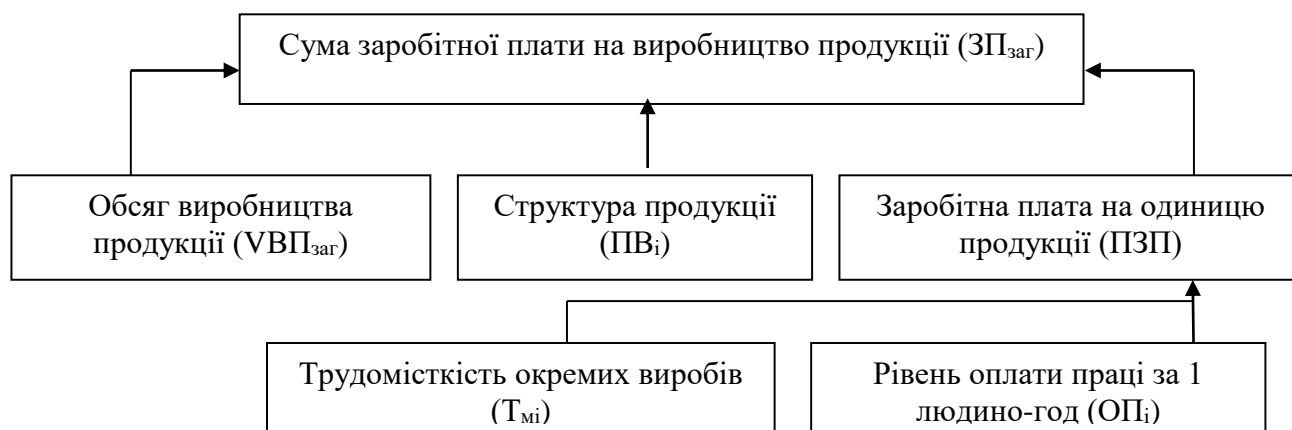 Сума заробітної плати на виробництво продукції (ЗПзаг)
Обсяг виробництва
продукції (VВПзаг)
Структура продукції
(ПВі)
Заробітна плата на одиницю
продукції (ПЗП)
Трудомісткість окремих виробів
(Тмі)
Рівень оплати праці за 1
людино-год (ОПі)